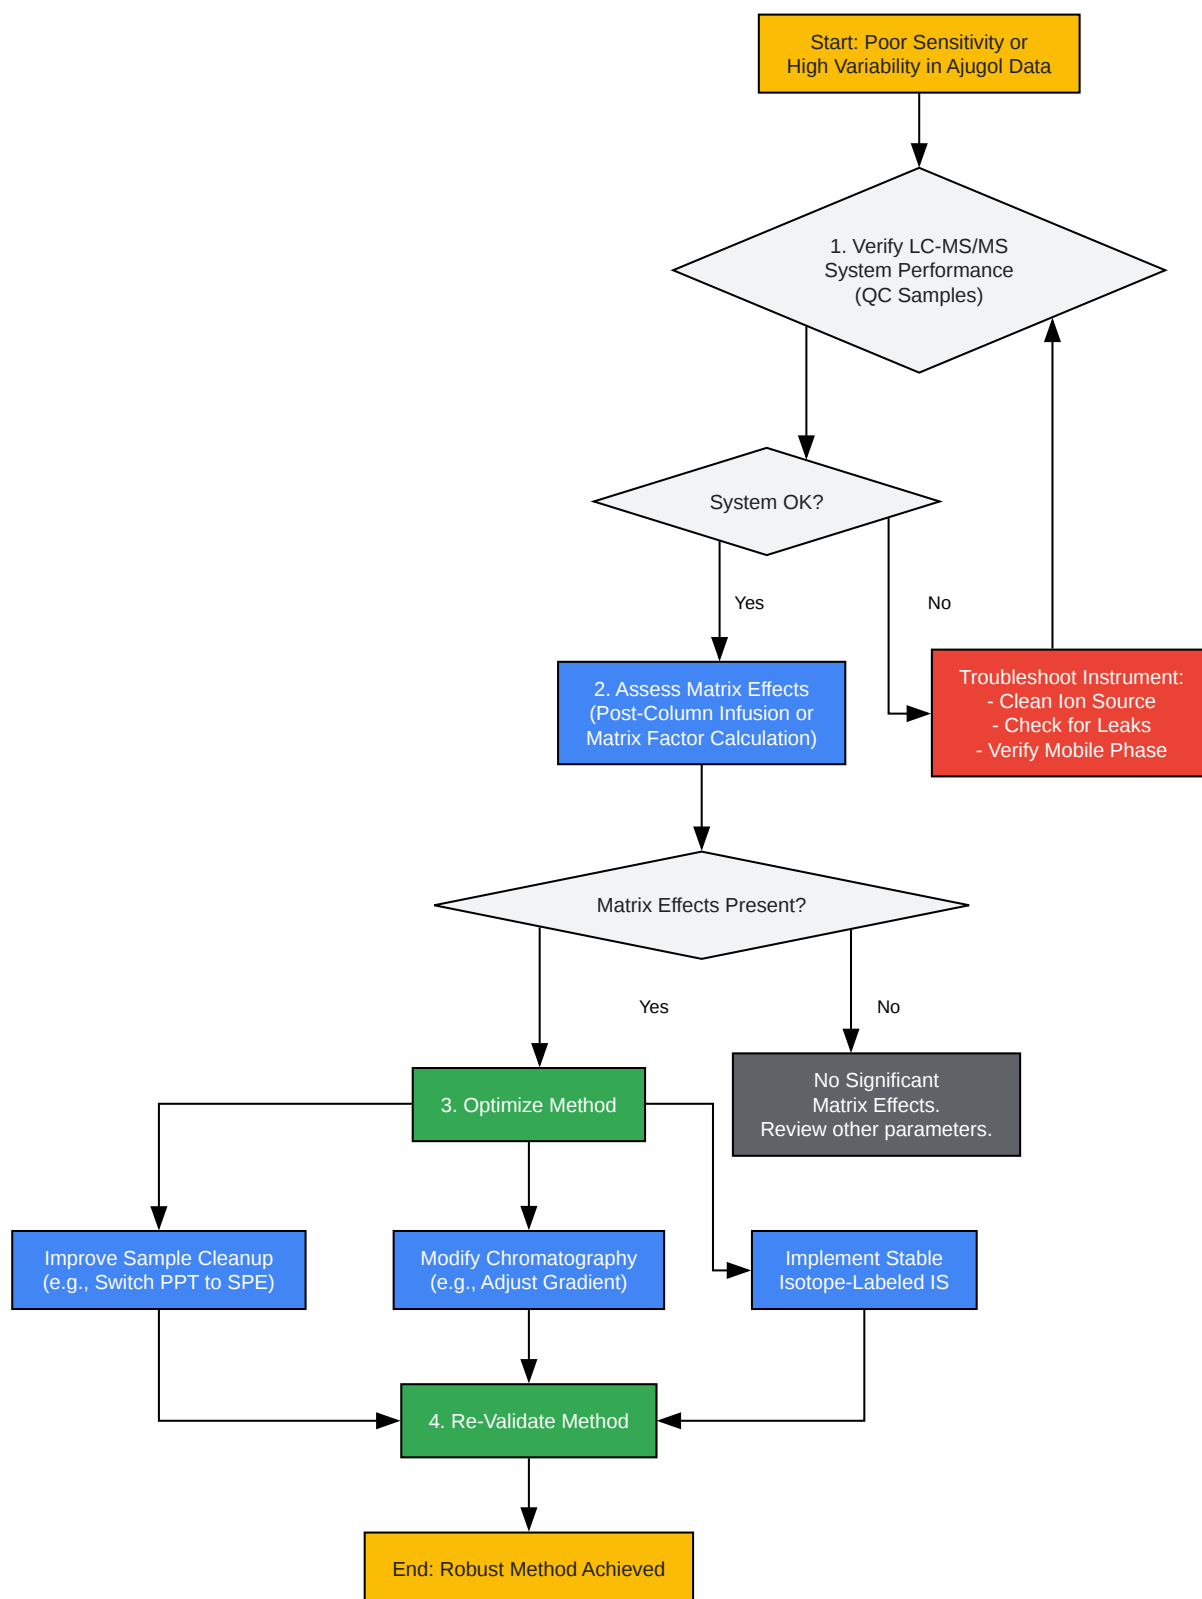 Start: Poor Sensitivity or
High Variability in Ajugol Data
1. Verify LC-MS/MS
System Performance
(QC Samples)
System OK?
Yes
No
2. Assess Matrix Effects
(Post-Column Infusion or
Matrix Factor Calculation)
Troubleshoot Instrument:
- Clean Ion Source
- Check for Leaks
- Verify Mobile Phase
Matrix Effects Present?
Yes
No
3. Optimize Method
No Significant
Matrix Effects.
Review other parameters.
Improve Sample Cleanup
(e.g., Switch PPT to SPE)
Modify Chromatography
(e.g., Adjust Gradient)
Implement Stable
Isotope-Labeled IS
4. Re-Validate Method
End: Robust Method Achieved